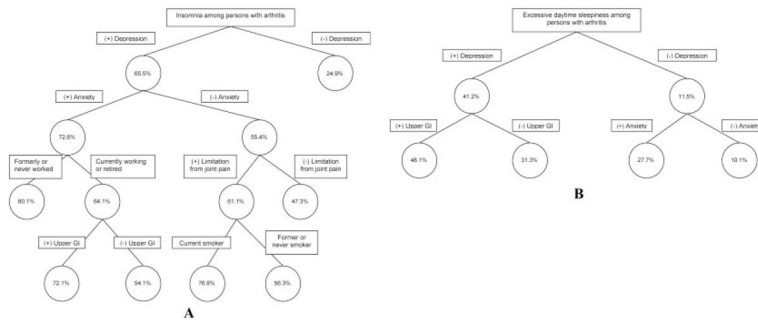 Insomnia among persons with arthritis
(+) Depression
(-) Depression
65.5%
24.9%
(+) Anxiety
(-) Anxiety
72.6%
55.4%
Formerly or
never worked
Currently working
or retired
(+) Limitation
from joint pain
(-) Limitation
from joint pain
80.1%
64.1%
61.1%
47.3%
(+) Upper GI
(-) Upper GI
Current smoker
Former or
never smoker
72.1%
54.1%
76.8%
56.3%
A
Excessive daytime sleepiness among
persons with arthritis
(+) Depression
(-) Depression
41.2%
11.5%
(+) Upper GI
(-) Upper GI
(+) Anxiety
(-) Anxiety
48.1%
31.3%
27.7%
10.1%
B